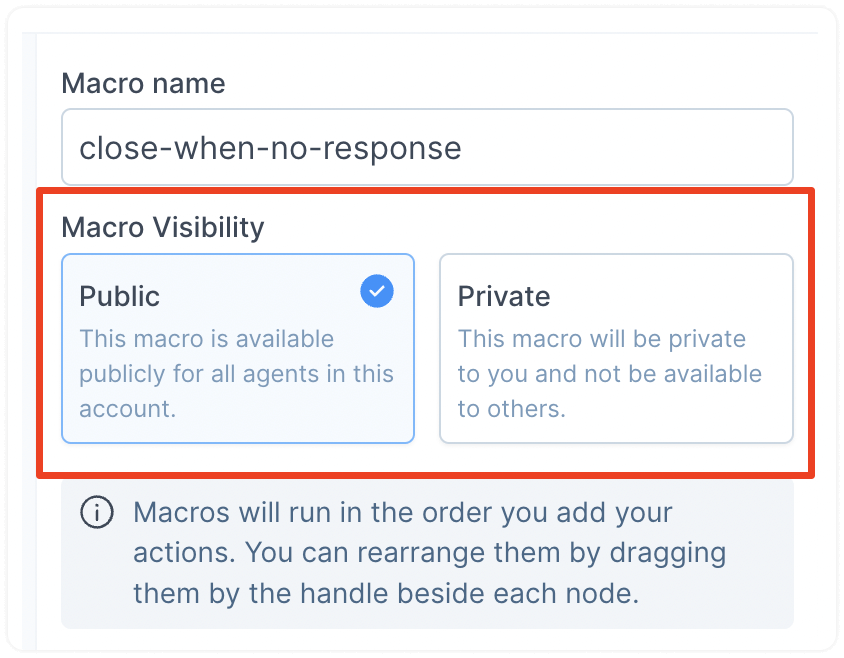 Macro name
close-when-no-response
Macro Visibility
Public
This macro is available
publicly for all agents in this
account.
Private
This macro will be private
to you and not be available
to others.
Macros will run in the order you add your
actions. You can rearrange them by dragging
them by the handle beside each node.